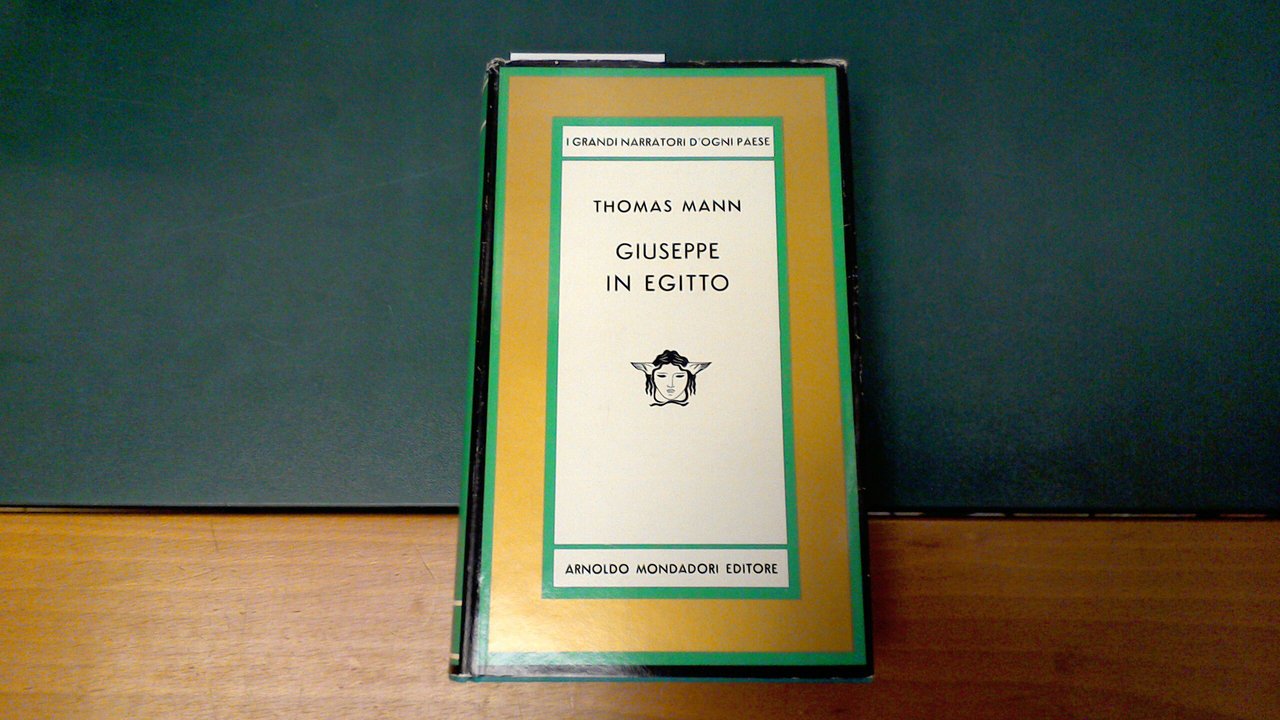 I GRANDI NARRATORI D'OGNI PAESE
THOMAS MANN
GIUSEPPE
IN EGITTO
ARNOLDO MONDADORI EDITORE